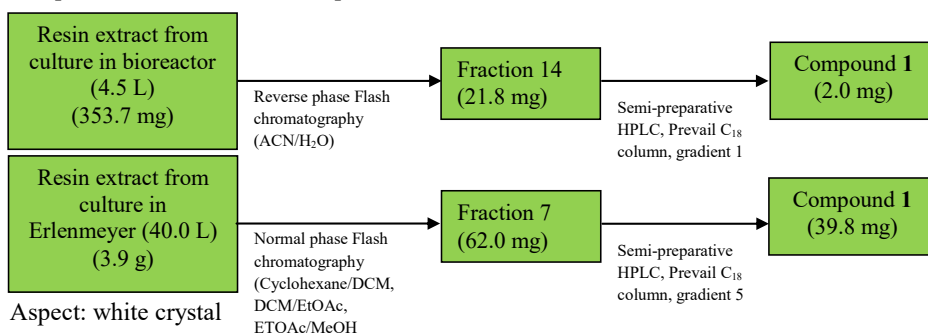 Resin extract from
culture in bioreactor
(4.5 L)
(353.7 mg)
Reverse phase Flash
chromatography
(ACN/H₂O)
Fraction 14
(21.8 mg)
Semi-preparative
HPLC, Prevail C₁₈
column, gradient 1
Compound 1
(2.0 mg)
Resin extract from
culture in
Erlenmeyer (40.0 L)
(3.9 g)
Normal phase Flash
chromatography
(Cyclohexane/DCM,
DCM/EtOAc,
ETOAc/MeOH
Fraction 7
(62.0 mg)
Semi-preparative
HPLC, Prevail C₁₈
column, gradient 5
Compound 1
(39.8 mg)
Aspect: white crystal